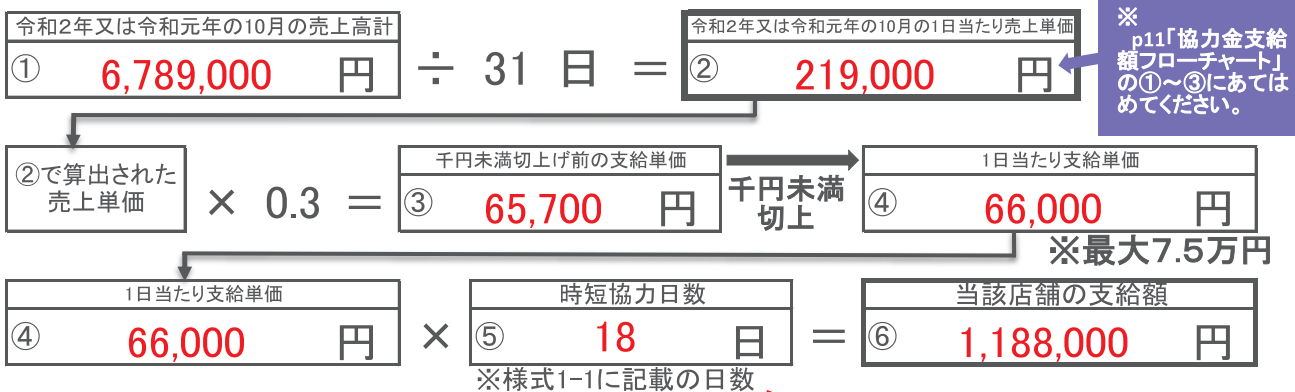 令和2年又は令和元年の10月の売上高計
① 6,789,000 円 ÷ 31 日 =
令和2年又は令和元年の10月の1日当たり売上単価
② 219,000 円
※
p11「協力金支給
額フローチャート」
の①～③にあては
めてください。
②で算出された
売上単価
× 0.3 =
千円未満切上げ前の支給単価
③ 65,700 円
千円未満
切上
1日当たり支給単価
④ 66,000 円
※最大7.5万円
1日当たり支給単価
④ 66,000 円
×
時短協力日数
⑤ 18 日
※様式1-1に記載の日数
=
当該店舗の支給額
⑥ 1,188,000 円